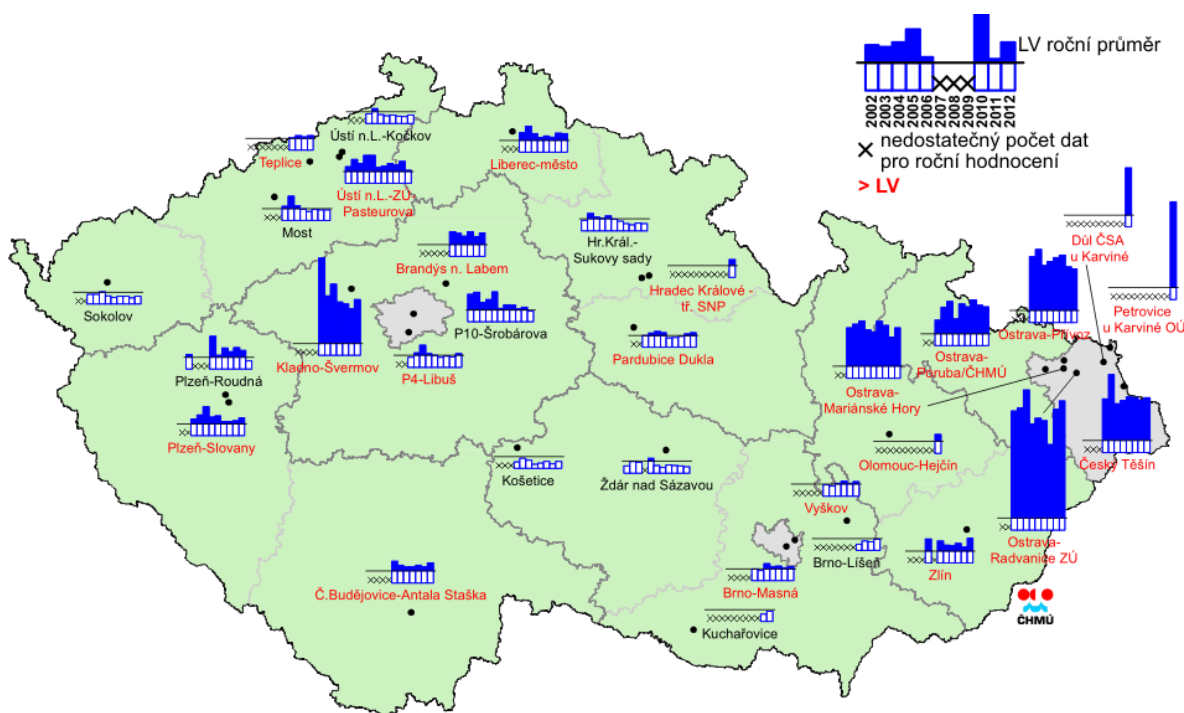 LV roční průměr
2002
2003
2004
2005
2006
2007
2008
2009
2010
2011
2012
nedostatečný počet dat
pro roční hodnocení
> LV
Ústí n.L.-Kočkov
Teplice
Liberec-město
Ústí n.L.-ZÚ-
Pasteurova
Most
Hr.Král.-
Sukovy sady
Důl ČSA
u Karviné
Brandýs n. Labem
Hradec Králové -
tř. SNP
Petrovice
u Karviné OÚ
Sokolov
P10-Šrobárova
Ostrava-Přívoz
Plzeň-Roudná
Kladno-Švermov
P4-Libuš
Pardubice Dukla
Ostrava-
Poruba/ČHMÚ
Ostrava-
Mariánské Hory
Plzeň-Slovany
Košetice
Ždár nad Sázavou
Olomouc-Hejčín
Český Těšín
Vyškov
Ostrava-
Radvanice ZÚ
Brno-Líšeň
Zlín
Č.Budějovice-Antala Staška
Brno-Masná
ČHMÚ
Kuchařovice